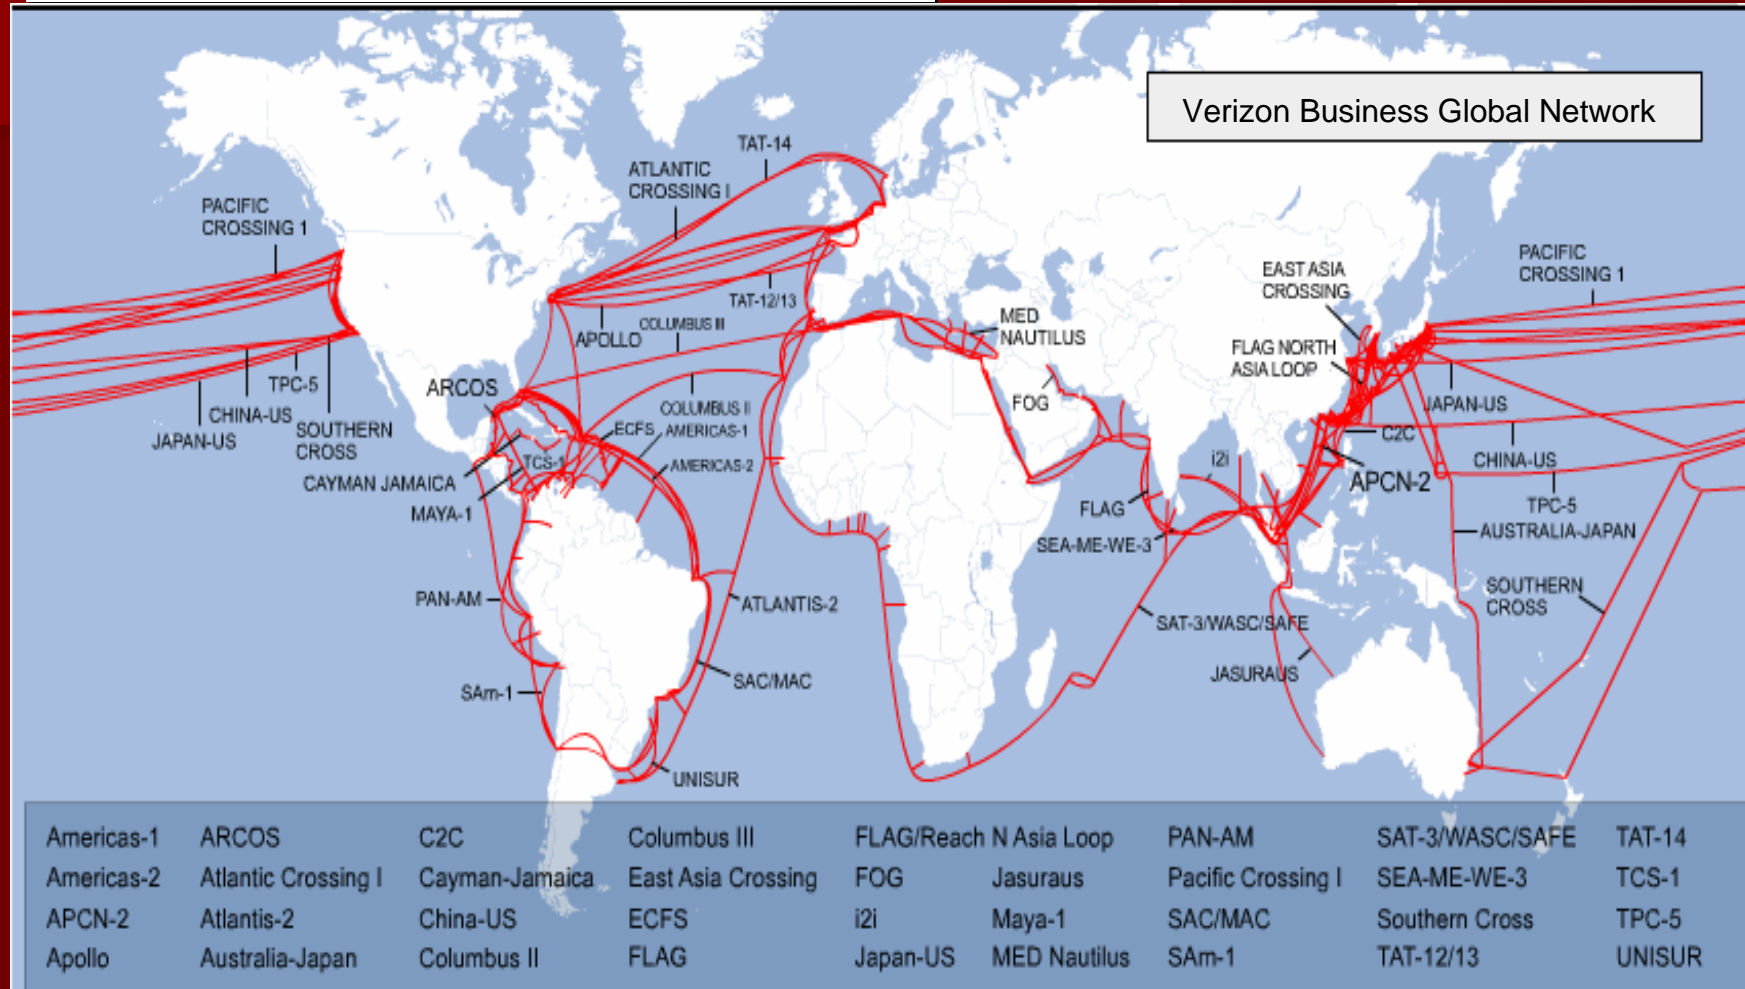 Verizon Business Global Network
TAT-14
ATLANTIC
CROSSING I
PACIFIC
CROSSING 1
PACIFIC
CROSSING 1
EAST ASIA
CROSSING
TAT-12/13
MED
NAUTILUS
APOLLO
COLUMBUS III
FLAG NORTH
ASIA LOOP
TPC-5
ARCOS
FOG
COLUMBUS II
JAPAN-US
CHINA-US
JAPAN-US
SOUTHERN
CROSS
ECFS
AMERICAS-1
C2C
TCS-1
AMERICAS-2
i2i
CHINA-US
CAYMAN JAMAICA
APCN-2
MAYA-1
FLAG
TPC-5
SEA-ME-WE-3
AUSTRALIA-JAPAN
PAN-AM
ATLANTIS-2
SOUTHERN
CROSS
SAT-3/WASC/SAFE
SAm-1
SAC/MAC
JASURAUS
UNISUR
Americas-1 ARCOS C2C Columbus III FLAG/Reach N Asia Loop PAN-AM SAT-3/WASC/SAFE TAT-14
Americas-2 Atlantic Crossing I Cayman-Jamaica East Asia Crossing FOG Jasuraus Pacific Crossing I SEA-ME-WE-3 TCS-1
APCN-2 Atlantis-2 China-US ECFS i2i Maya-1 SAC/MAC Southern Cross TPC-5
Apollo Australia-Japan Columbus II FLAG Japan-US MED Nautilus SAm-1 TAT-12/13 UNISUR